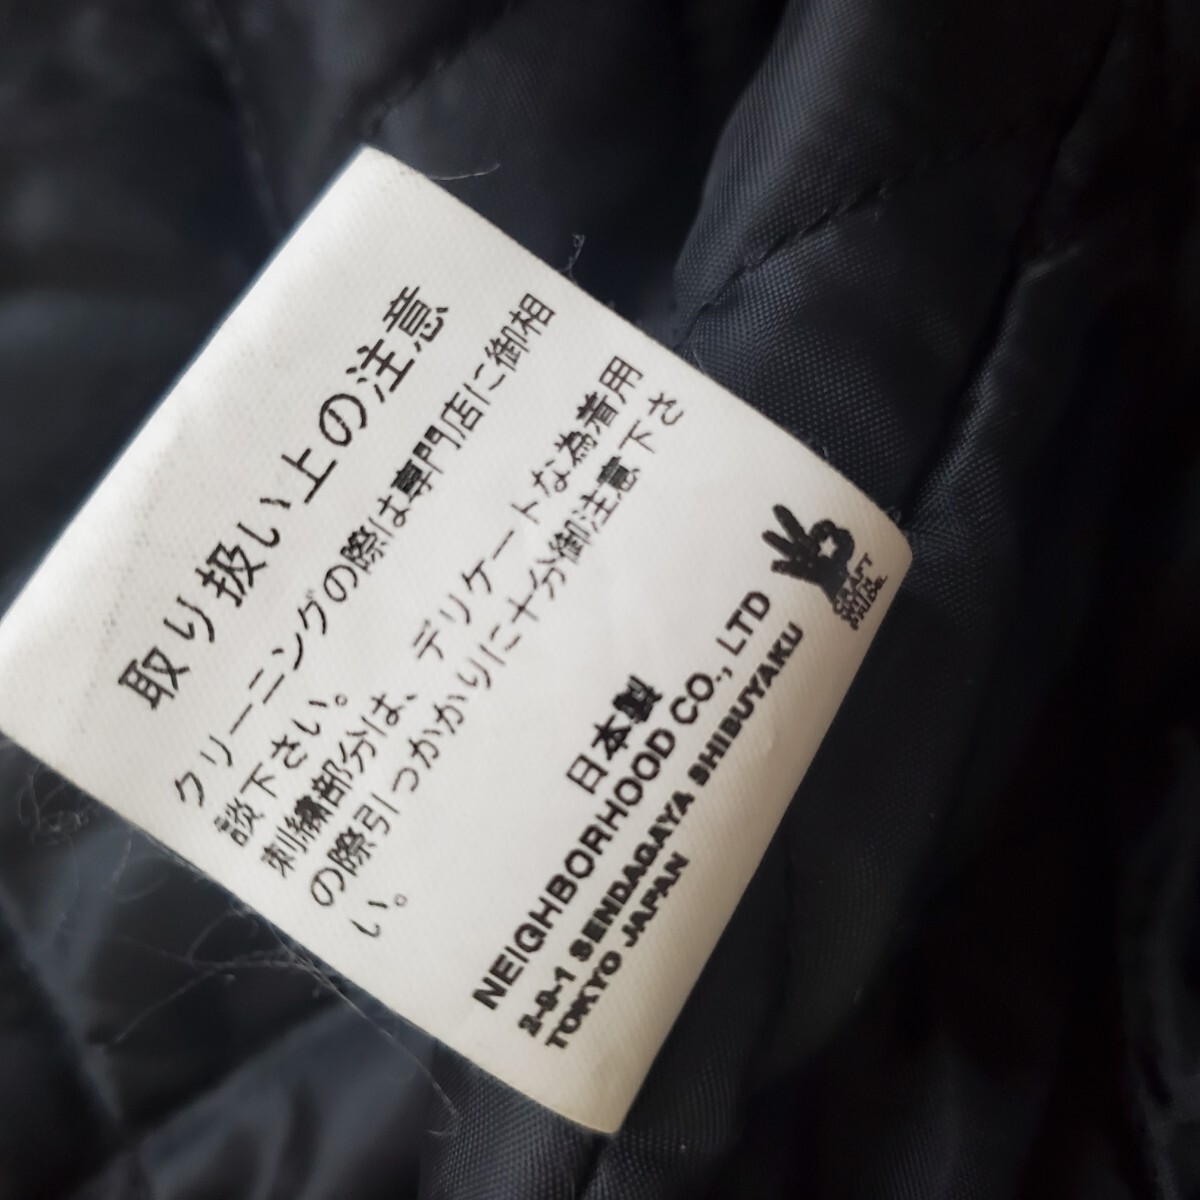 取り扱い上の注意
クリーニングの際は専門店に御相
談下さい。
刺繍部分は、デリケートな為着用
の際引っかかりに十分御注意下さ
い。
日本製
NEIGHBORHOOD CO., LTD
2-9-1 SENDAGAYA SHIBUYAKU
TOKYO JAPAN
CRAFT
WITH
PRIDE.